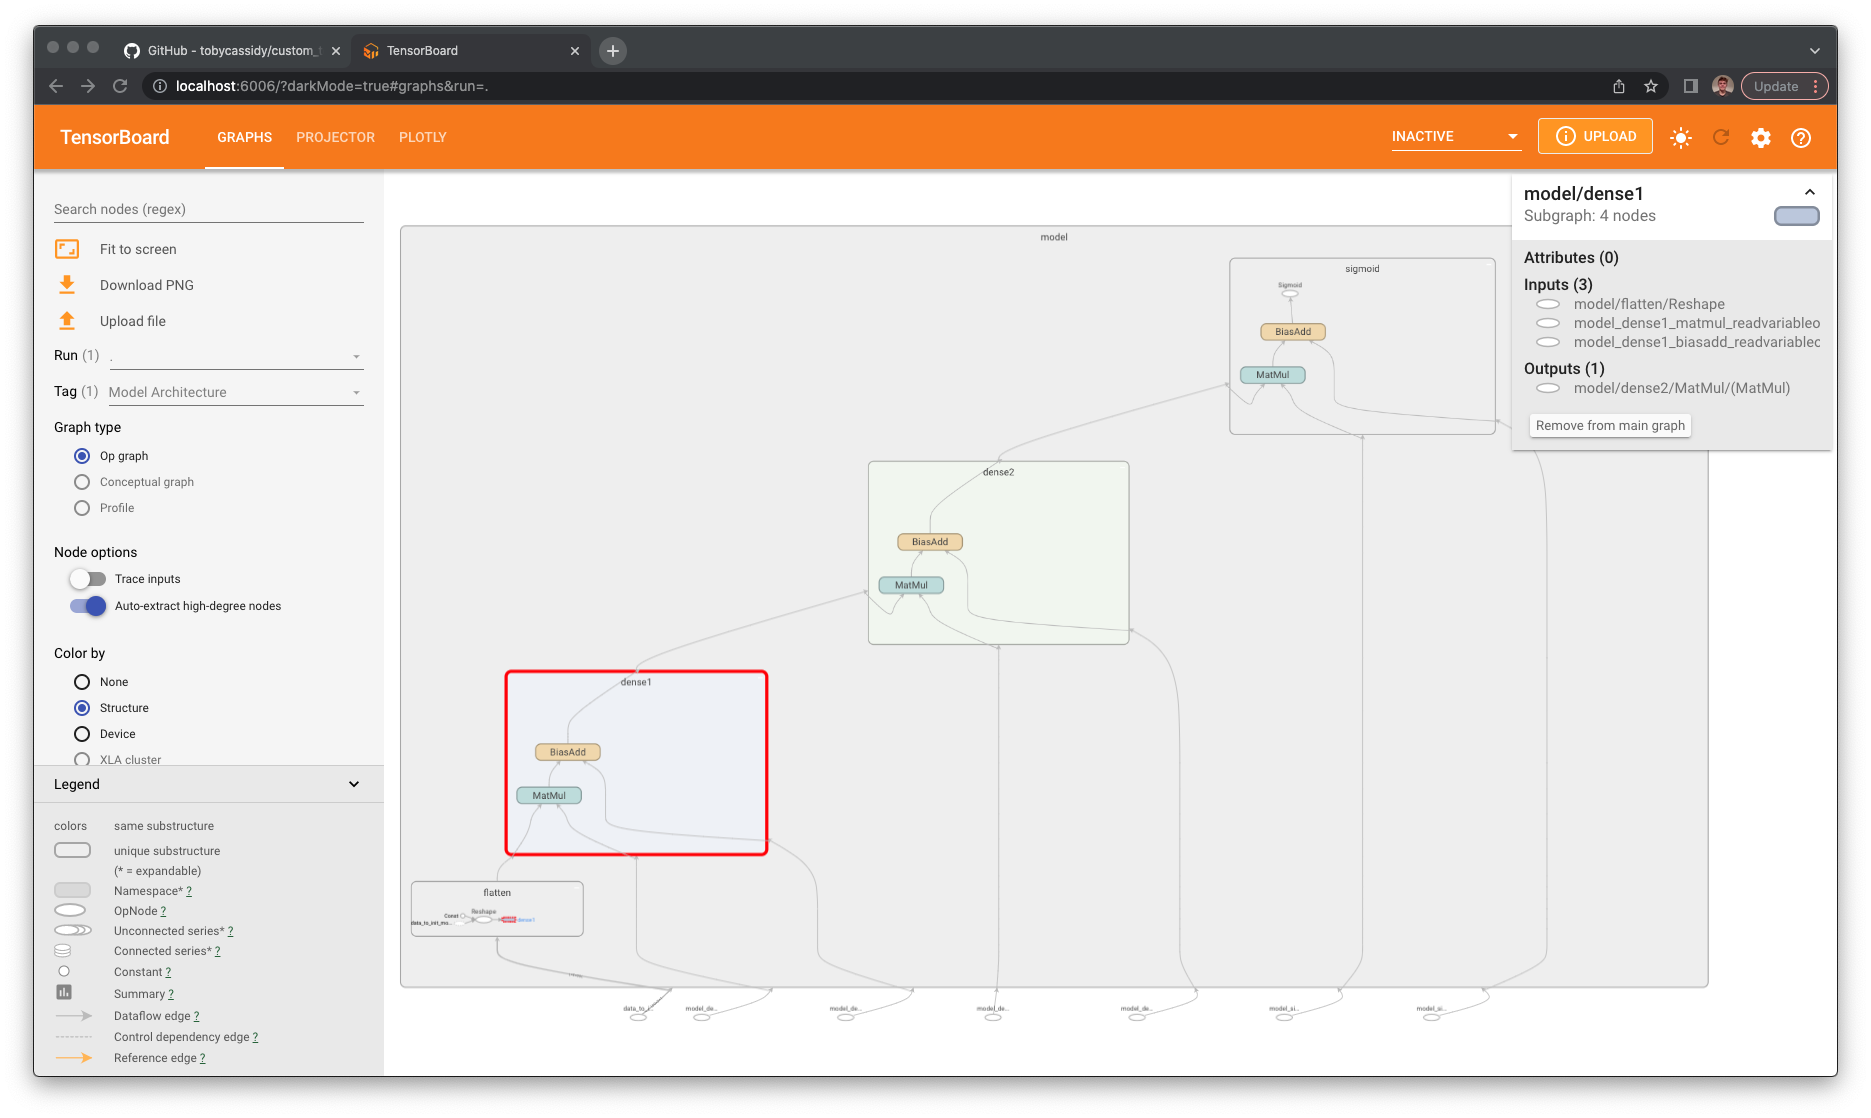 GitHub - tobycassidy/custom_
TensorBoard
localhost:6006/?darkMode=true#graphs&run=.
Update
TensorBoard
GRAPHS
PROJECTOR
PLOTLY
INACTIVE
UPLOAD
Search nodes (regex)
Fit to screen
Download PNG
Upload file
Run (1) .
Tag (1) Model Architecture
Graph type
Op graph
Conceptual graph
Profile
Node options
Trace inputs
Auto-extract high-degree nodes
Color by
None
Structure
Device
XLA cluster
Legend
colors same substructure
unique substructure
(* = expandable)
Namespace* ?
OpNode ?
Unconnected series* ?
Connected series* ?
Constant ?
Summary ?
Dataflow edge ?
Control dependency edge ?
Reference edge ?
model
sigmoid
Sigmoid
BiasAdd
MatMul
dense2
BiasAdd
MatMul
dense1
BiasAdd
MatMul
flatten
Reshape
Const
data_to_init_mo...
dense1
data_to_i...
model_de...
model_de...
model_de...
model_de...
model_si...
model_si...
model/dense1
Subgraph: 4 nodes
Attributes (0)
Inputs (3)
model/flatten/Reshape
model_dense1_matmul_readvariableo
model_dense1_biasadd_readvariablec
Outputs (1)
model/dense2/MatMul/(MatMul)
Remove from main graph